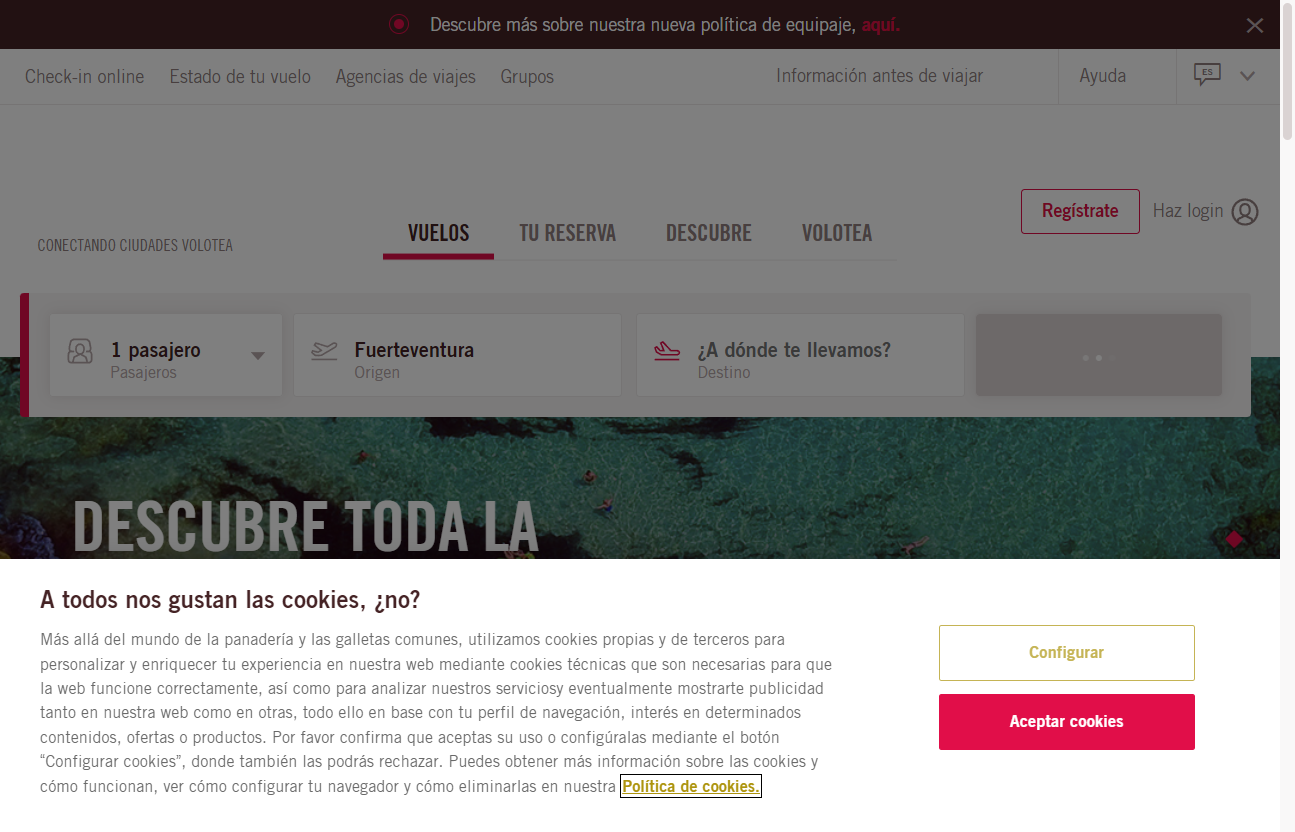 Descubre más sobre nuestra nueva política de equipaje, aquí.
Check-in online Estado de tu vuelo Agencias de viajes Grupos Información antes de viajar Ayuda ES
Regístrate Haz login
CONECTANDO CIUDADES VOLOTEA VUELOS TU RESERVA DESCUBRE VOLOTEA
1 pasajero Fuerteventura ¿A dónde te llevamos?
Pasajeros Origen Destino
DESCUBRE TODA LA
A todos nos gustan las cookies, ¿no?
Más allá del mundo de la panadería y las galletas comunes, utilizamos cookies propias y de terceros para
personalizar y enriquecer tu experiencia en nuestra web mediante cookies técnicas que son necesarias para que
la web funcione correctamente, así como para analizar nuestros serviciosy eventualmente mostrarte publicidad
tanto en nuestra web como en otras, todo ello en base con tu perfil de navegación, interés en determinados
contenidos, ofertas o productos. Por favor confirma que aceptas su uso o configúralas mediante el botón
“Configurar cookies”, donde también las podrás rechazar. Puedes obtener más información sobre las cookies y
cómo funcionan, ver cómo configurar tu navegador y cómo eliminarlas en nuestra Política de cookies.
Configurar
Aceptar cookies